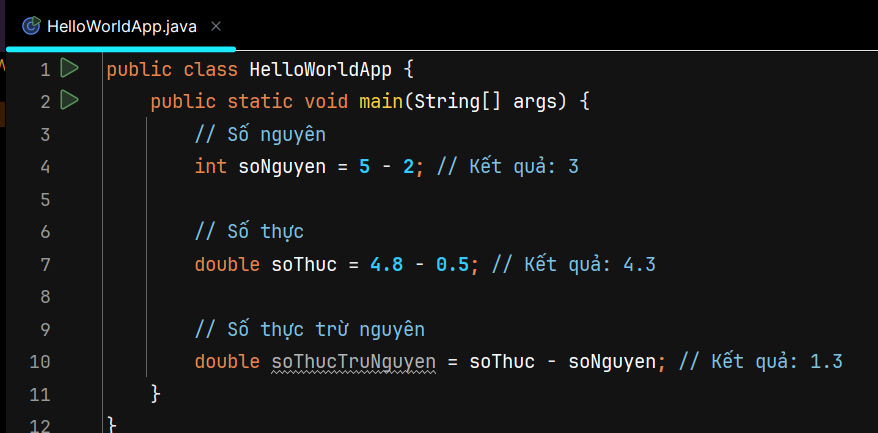 HelloWorldApp.java
1 public class HelloWorldApp {
2 public static void main(String[] args) {
3 // Số nguyên
4 int soNguyen = 5 - 2; // Kết quả: 3
5
6 // Số thực
7 double soThuc = 4.8 - 0.5; // Kết quả: 4.3
8
9 // Số thực trừ nguyên
10 double soThucTruNguyen = soThuc - soNguyen; // Kết quả: 1.3
11 }
12 }